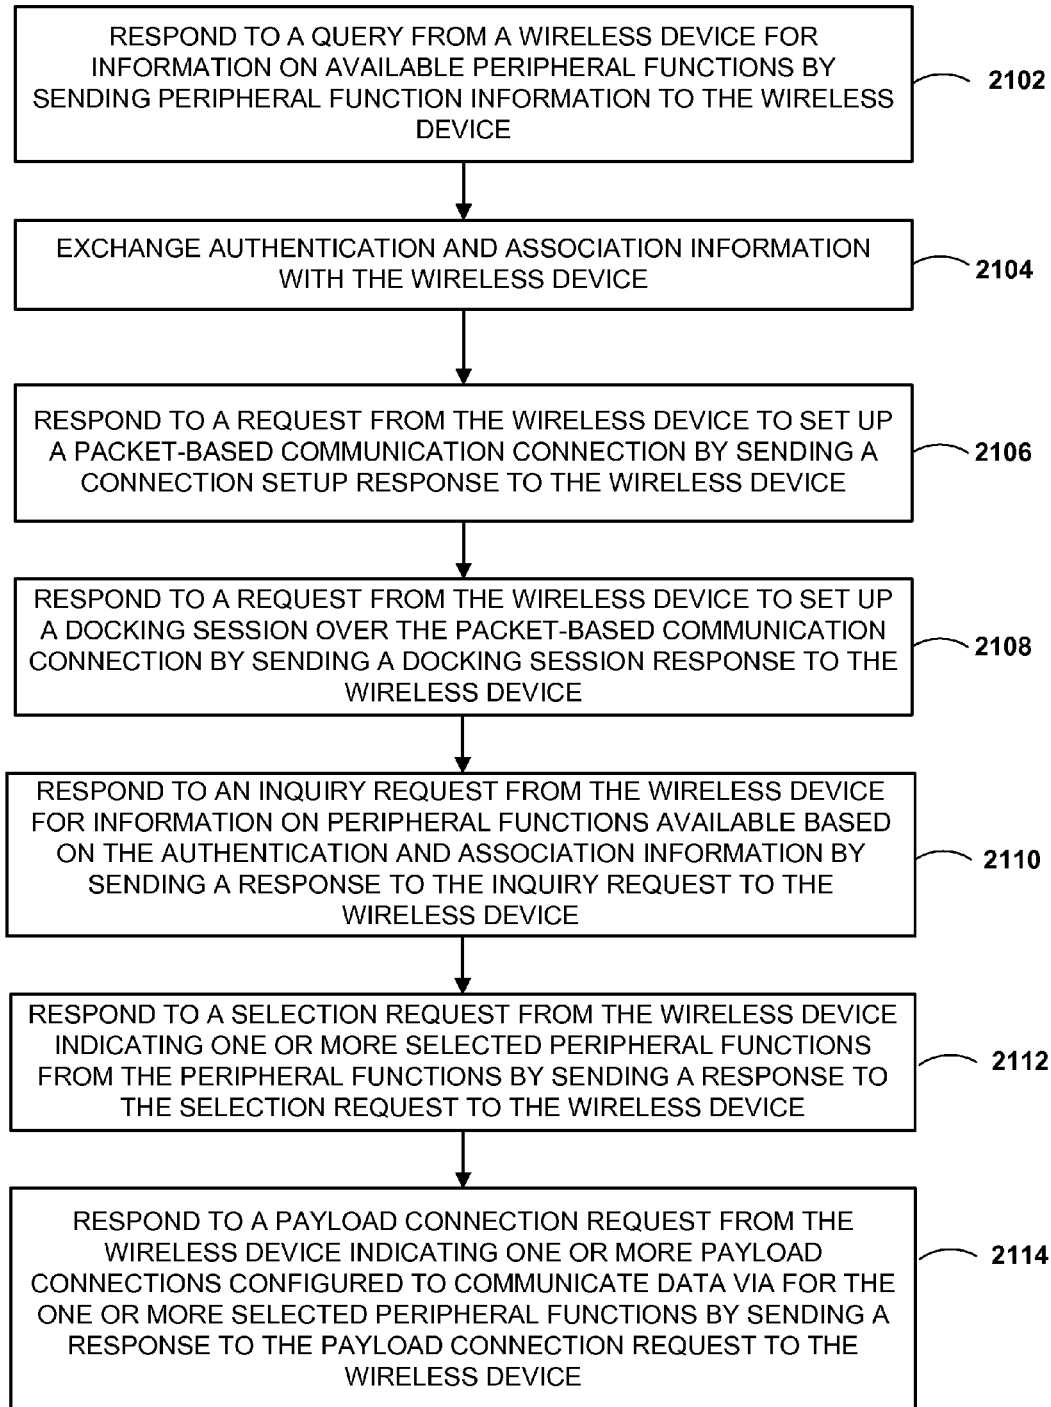 RESPOND TO A QUERY FROM A WIRELESS DEVICE FOR
INFORMATION ON AVAILABLE PERIPHERAL FUNCTIONS BY
SENDING PERIPHERAL FUNCTION INFORMATION TO THE WIRELESS
DEVICE
2102
EXCHANGE AUTHENTICATION AND ASSOCIATION INFORMATION
WITH THE WIRELESS DEVICE
2104
RESPOND TO A REQUEST FROM THE WIRELESS DEVICE TO SET UP
A PACKET-BASED COMMUNICATION CONNECTION BY SENDING A
CONNECTION SETUP RESPONSE TO THE WIRELESS DEVICE
2106
RESPOND TO A REQUEST FROM THE WIRELESS DEVICE TO SET UP
A DOCKING SESSION OVER THE PACKET-BASED COMMUNICATION
CONNECTION BY SENDING A DOCKING SESSION RESPONSE TO THE
WIRELESS DEVICE
2108
RESPOND TO AN INQUIRY REQUEST FROM THE WIRELESS DEVICE
FOR INFORMATION ON PERIPHERAL FUNCTIONS AVAILABLE BASED
ON THE AUTHENTICATION AND ASSOCIATION INFORMATION BY
SENDING A RESPONSE TO THE INQUIRY REQUEST TO THE
WIRELESS DEVICE
2110
RESPOND TO A SELECTION REQUEST FROM THE WIRELESS DEVICE
INDICATING ONE OR MORE SELECTED PERIPHERAL FUNCTIONS
FROM THE PERIPHERAL FUNCTIONS BY SENDING A RESPONSE TO
THE SELECTION REQUEST TO THE WIRELESS DEVICE
2112
RESPOND TO A PAYLOAD CONNECTION REQUEST FROM THE
WIRELESS DEVICE INDICATING ONE OR MORE PAYLOAD
CONNECTIONS CONFIGURED TO COMMUNICATE DATA VIA FOR THE
ONE OR MORE SELECTED PERIPHERAL FUNCTIONS BY SENDING A
RESPONSE TO THE PAYLOAD CONNECTION REQUEST TO THE
WIRELESS DEVICE
2114